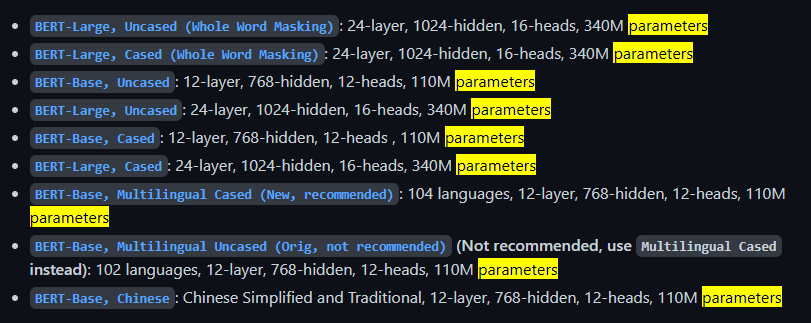 BERT-Large, Uncased (Whole Word Masking): 24-layer, 1024-hidden, 16-heads, 340M parameters
BERT-Large, Cased (Whole Word Masking): 24-layer, 1024-hidden, 16-heads, 340M parameters
BERT-Base, Uncased: 12-layer, 768-hidden, 12-heads, 110M parameters
BERT-Large, Uncased: 24-layer, 1024-hidden, 16-heads, 340M parameters
BERT-Base, Cased: 12-layer, 768-hidden, 12-heads , 110M parameters
BERT-Large, Cased: 24-layer, 1024-hidden, 16-heads, 340M parameters
BERT-Base, Multilingual Cased (New, recommended): 104 languages, 12-layer, 768-hidden, 12-heads, 110M
parameters
BERT-Base, Multilingual Uncased (Orig, not recommended) (Not recommended, use Multilingual Cased
instead): 102 languages, 12-layer, 768-hidden, 12-heads, 110M parameters
BERT-Base, Chinese: Chinese Simplified and Traditional, 12-layer, 768-hidden, 12-heads, 110M parameters